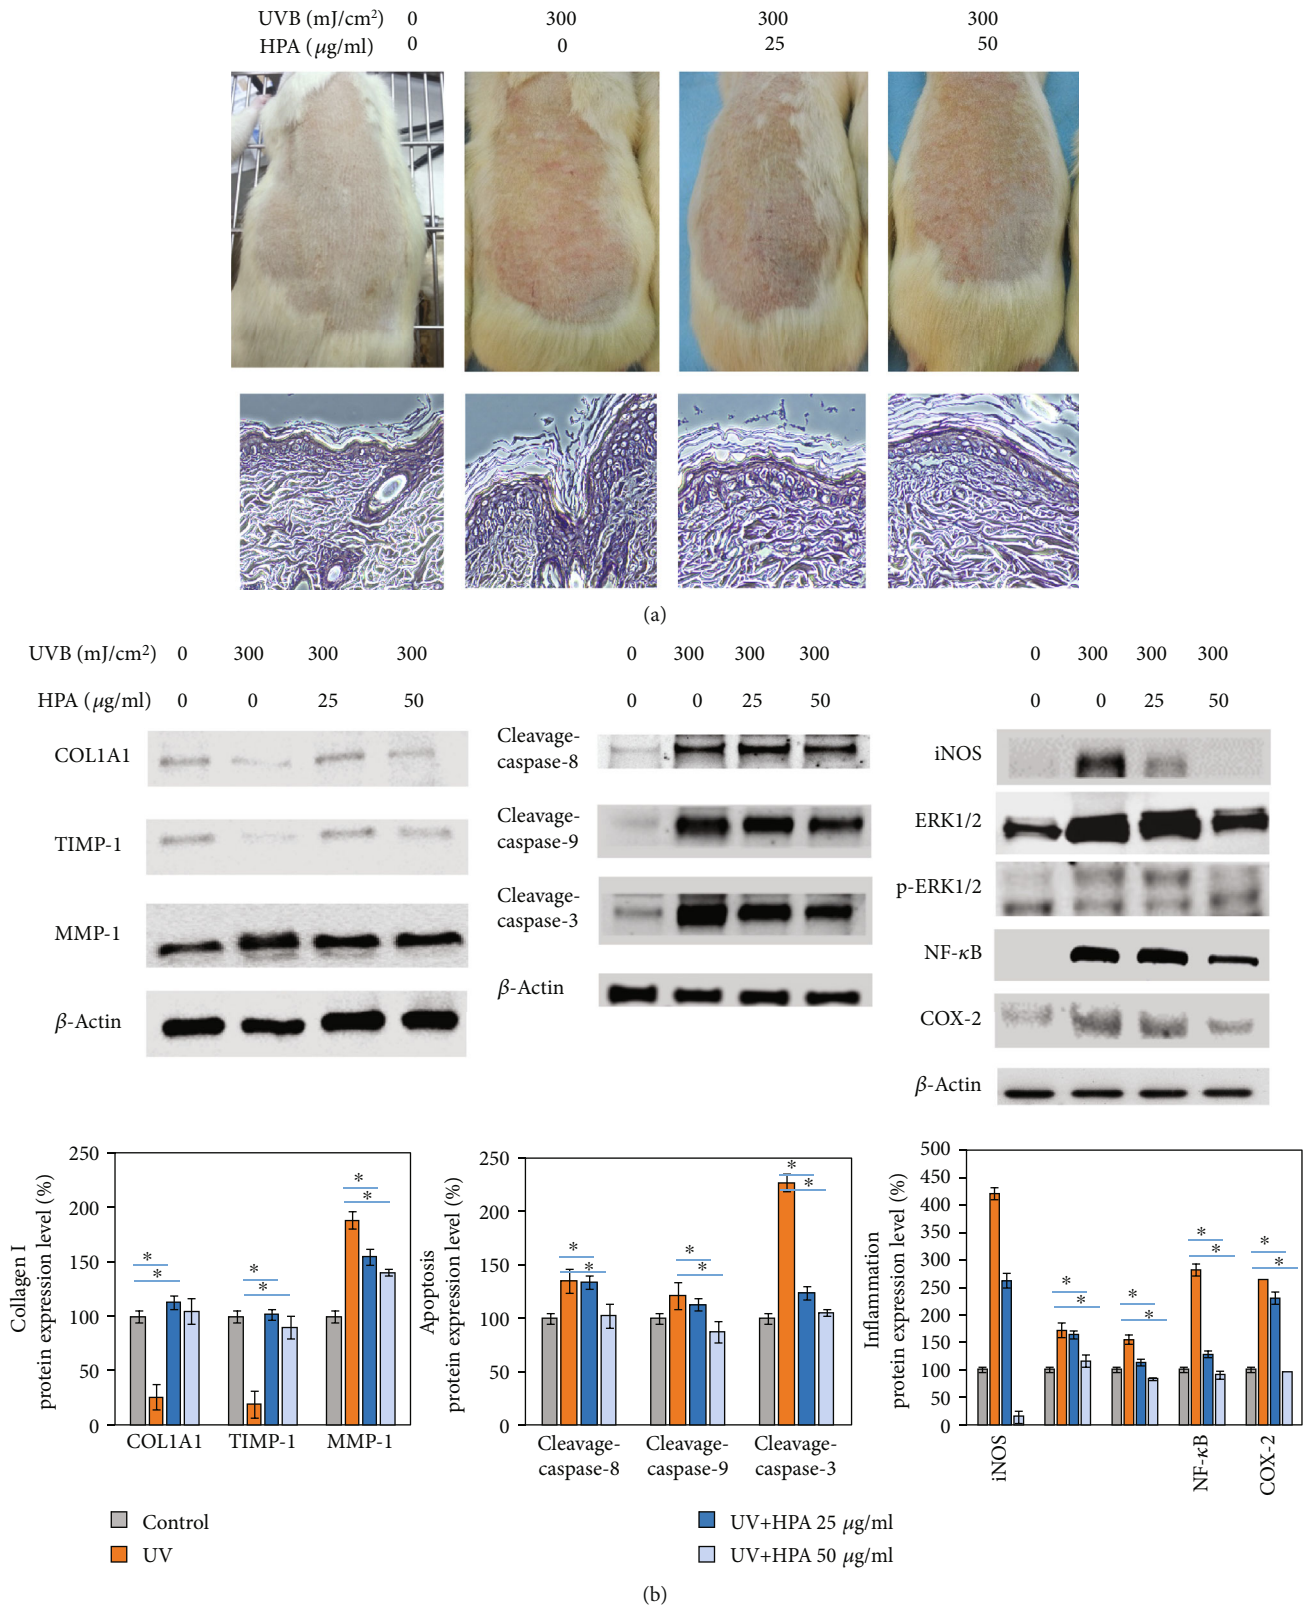 UVB (mJ/cm²) 0 300 300 300
HPA (μg/ml) 0 0 25 50
(a)
UVB (mJ/cm²) 0 300 300 300
HPA (μg/ml) 0 0 25 50
COL1A1
TIMP-1
MMP-1
β-Actin
0 300 300 300
0 0 25 50
Cleavage-
caspase-8
Cleavage-
caspase-9
Cleavage-
caspase-3
β-Actin
0 300 300 300
0 0 25 50
iNOS
ERK1/2
p-ERK1/2
NF-κB
COX-2
β-Actin
Collagen I
protein expression level (%)
250
200
150
100
50
0
* * * * * *
COL1A1 TIMP-1 MMP-1
Apoptosis
protein expression level (%)
250
200
150
100
50
0
* * * * * *
Cleavage-
caspase-8
Cleavage-
caspase-9
Cleavage-
caspase-3
Inflammation
protein expression level (%)
500
450
400
350
300
250
200
150
100
50
0
* * * * * * * *
iNOS
NF-κB
COX-2
Control
UV
UV+HPA 25 μg/ml
UV+HPA 50 μg/ml
(b)